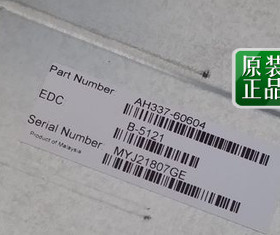 原装
正品
Part Number
AH337-60604
EDC
B-5121
Serial Number
MYJ21807GE
Product of Malaysia